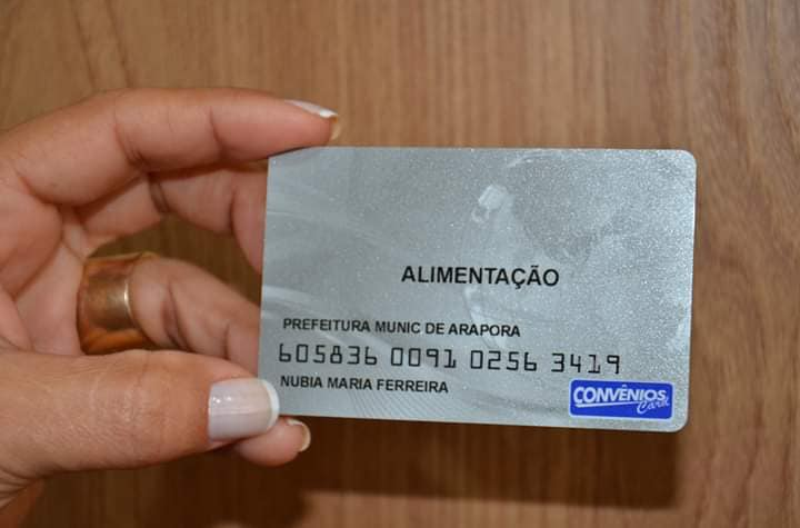 ALIMENTAÇÃO
PREFEITURA MUNIC DE ARAPORA
605836 0091 0256 3419
NUBIA MARIA FERREIRA
CONVÊNIOS
Card